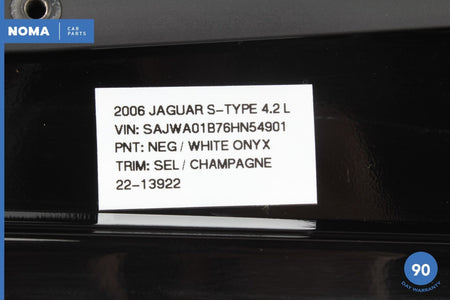 NOMA CAR PARTS
2006 JAGUAR S-TYPE 4.2 L
VIN: SAJWA01B76HN54901
PNT: NEG / WHITE ONYX
TRIM: SEL / CHAMPAGNE
22-13922
90
DAY WARRANTY